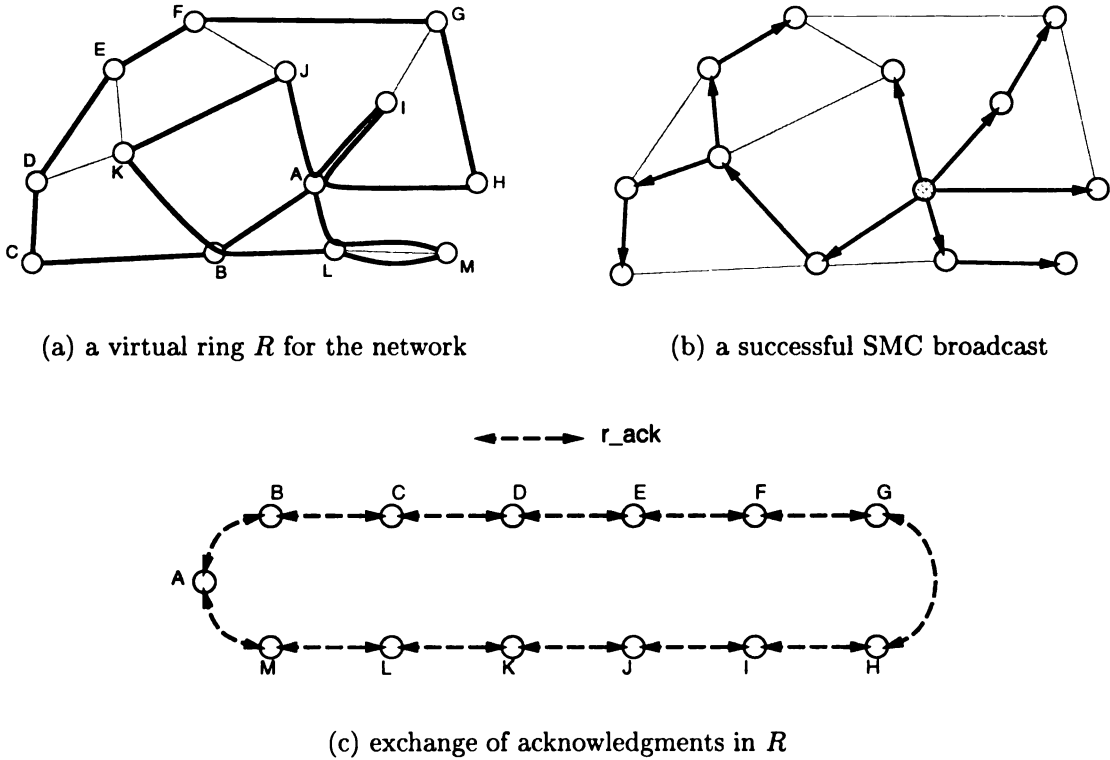 F
G
E
J
I
D
K
A
H
C
B
L
M
(a) a virtual ring R for the network
(b) a successful SMC broadcast
r_ack
B C D E F G
A
M L K J I H
(c) exchange of acknowledgments in R